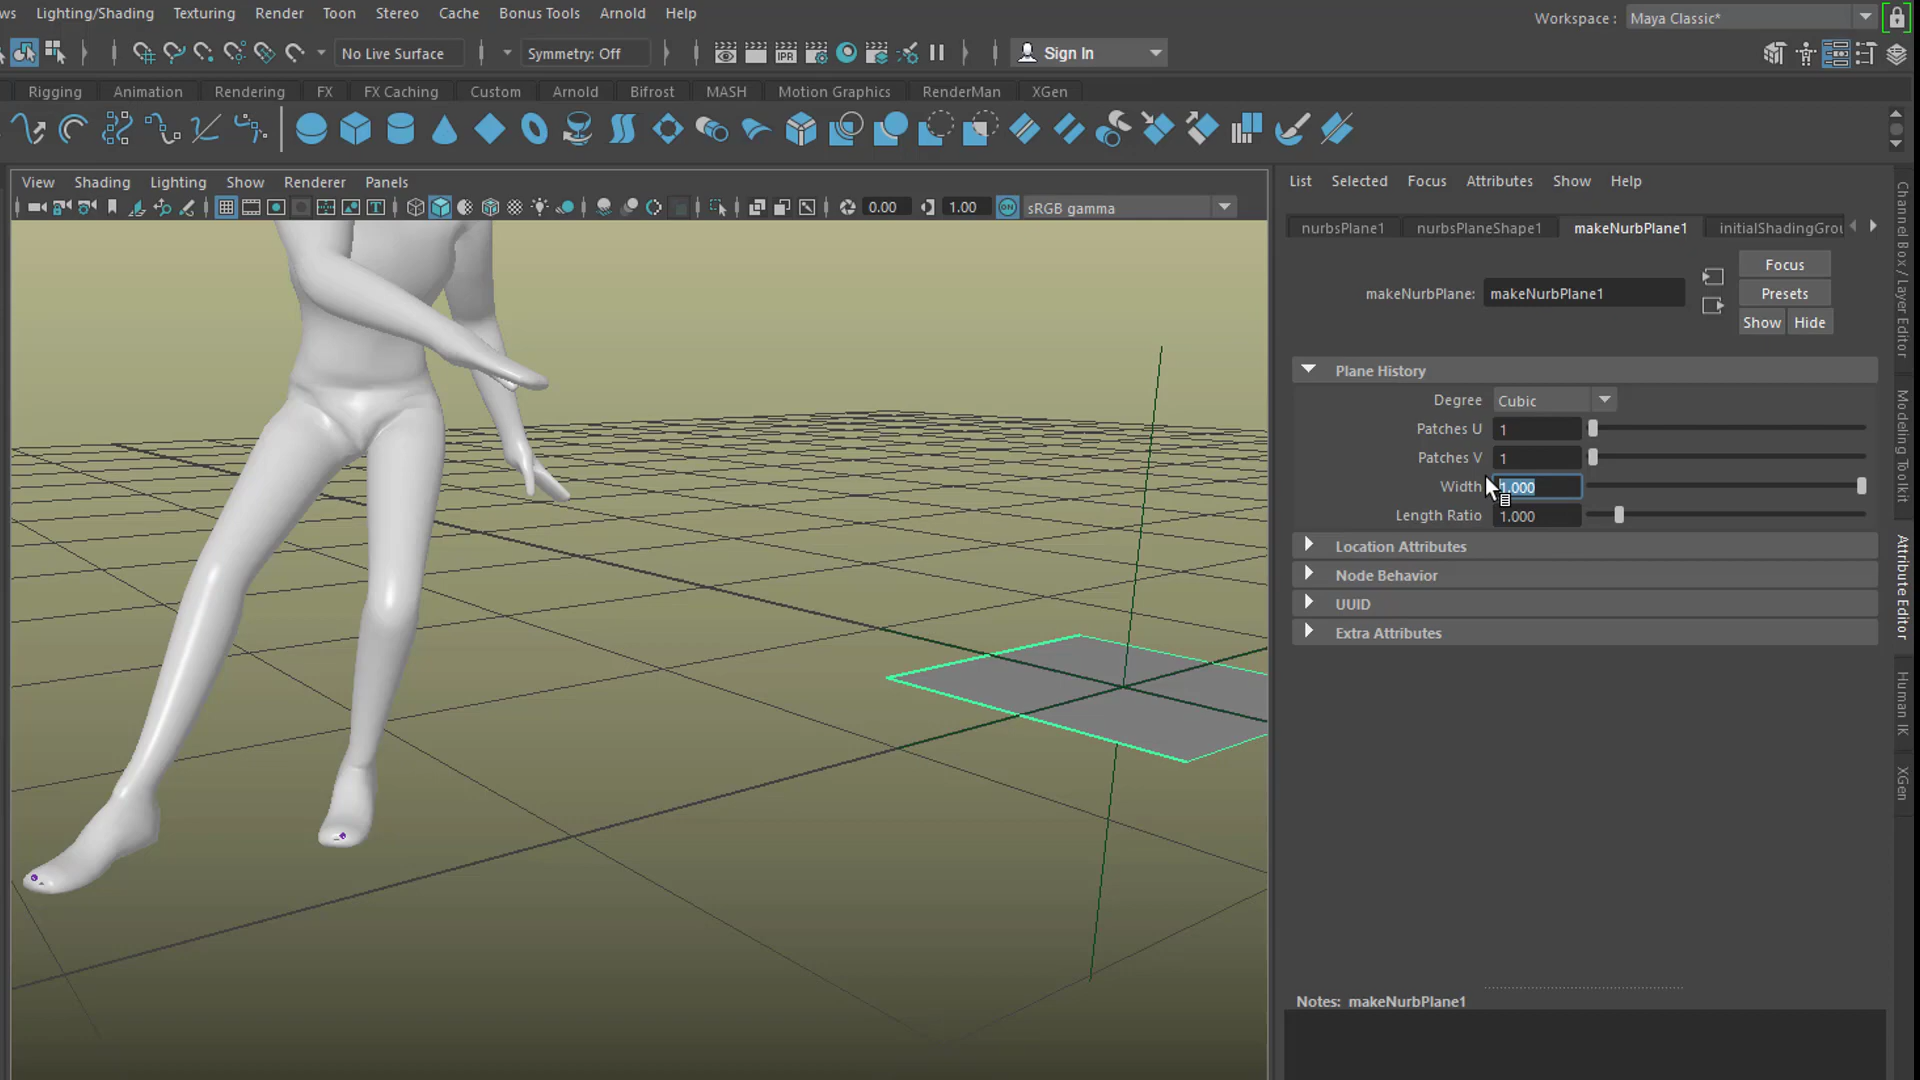 ws Lighting/Shading Texturing Render Toon Stereo Cache Bonus Tools Arnold Help
Workspace : Maya Classic*
No Live Surface Symmetry: Off IPR Sign In
Rigging Animation Rendering FX FX Caching Custom Arnold Bifrost MASH Motion Graphics RenderMan XGen
View Shading Lighting Show Renderer Panels
0.00 1.00 ON sRGB gamma
List Selected Focus Attributes Show Help
nurbsPlane1 nurbsPlaneShape1 makeNurbPlane1 initialShadingGrou
Focus
makeNurbPlane: makeNurbPlane1 Presets
Show Hide
Plane History
Degree Cubic
Patches U 1
Patches V 1
Width 1.000
Length Ratio 1.000
Location Attributes
Node Behavior
UUID
Extra Attributes
Notes: makeNurbPlane1
Channel Box / Layer Editor
Modeling Toolkit
Attribute Editor
Human IK
XGen